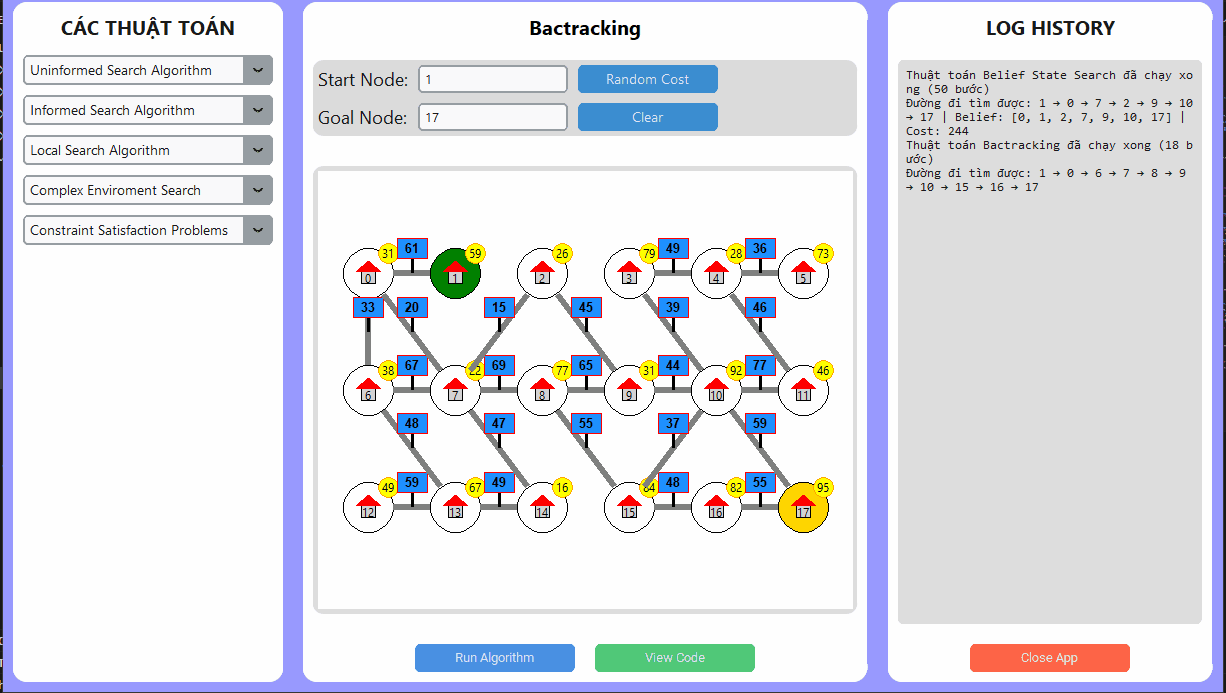 CÁC THUẬT TOÁN
Uninformed Search Algorithm
Informed Search Algorithm
Local Search Algorithm
Complex Enviroment Search
Constraint Satisfaction Problems
Bactracking
Start Node: 1 Random Cost
Goal Node: 17 Clear
31 61 59 26 79 49 28 36 73
0 1 2 3 4 5
33 20 15 45 39 46
38 67 22 69 77 65 31 44 92 77 46
6 7 8 9 10 11
48 47 55 37 59
49 59 67 49 16 48 82 55 95
12 13 14 15 16 17
Run Algorithm View Code
LOG HISTORY
Thuật toán Belief State Search đã chạy xo
ng (50 bước)
Đường đi tìm được: 1 → 0 → 7 → 2 → 9 → 10
→ 17 | Belief: [0, 1, 2, 7, 9, 10, 17] |
Cost: 244
Thuật toán Bactracking đã chạy xong (18 b
ước)
Đường đi tìm được: 1 → 0 → 6 → 7 → 8 → 9
→ 10 → 15 → 16 → 17
Close App